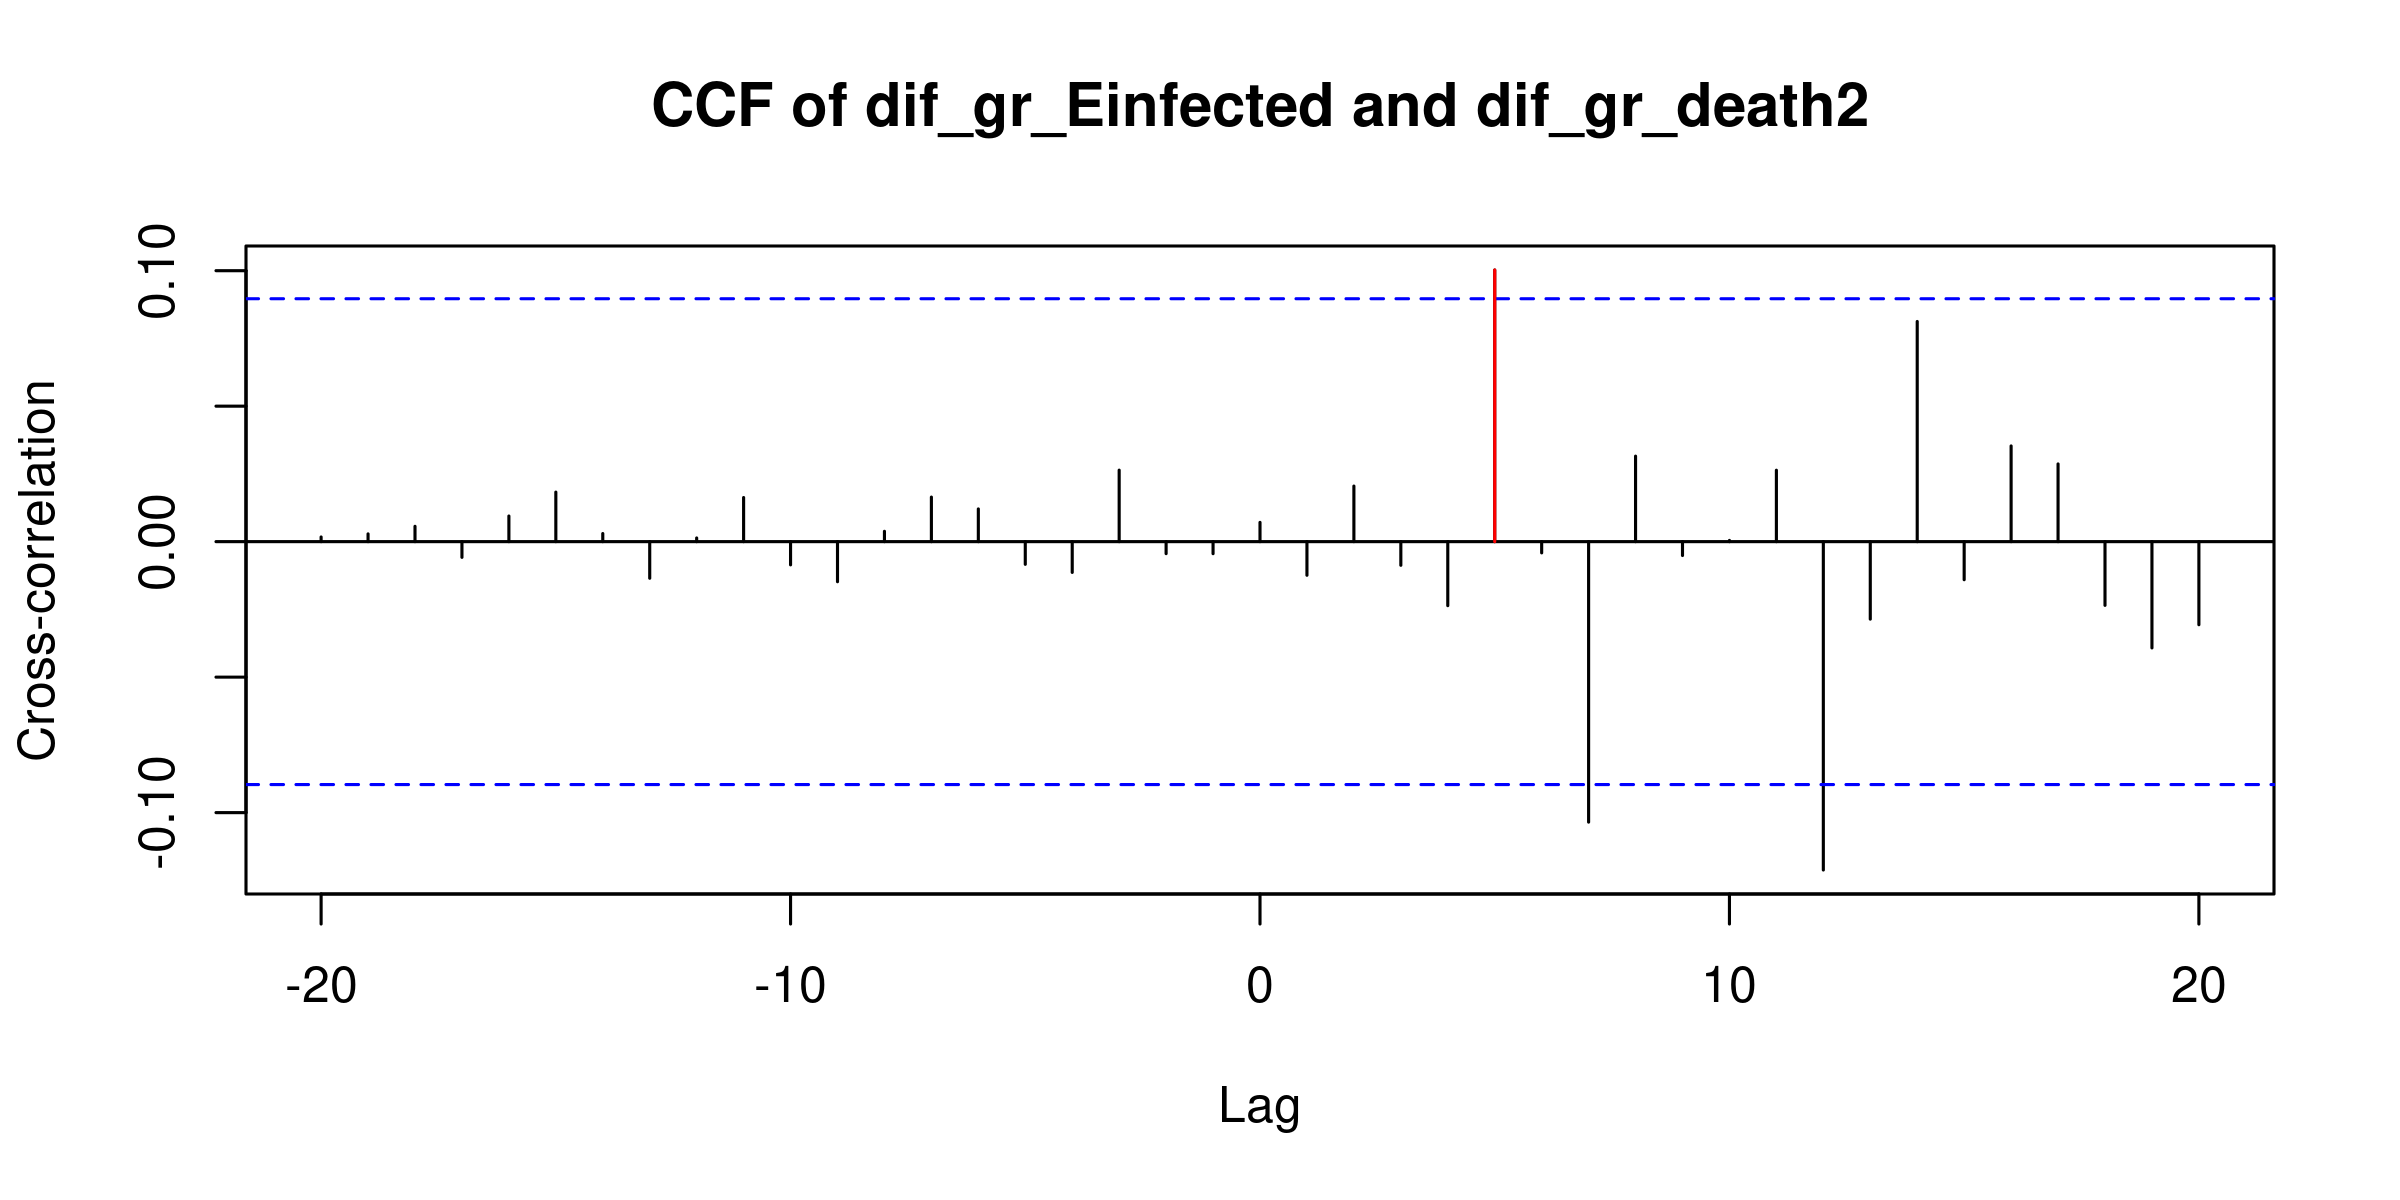 CCF of dif_gr_Einfected and dif_gr_death2
Cross-correlation
0.10
0.00
-0.10
-20 -10 0 10 20
Lag